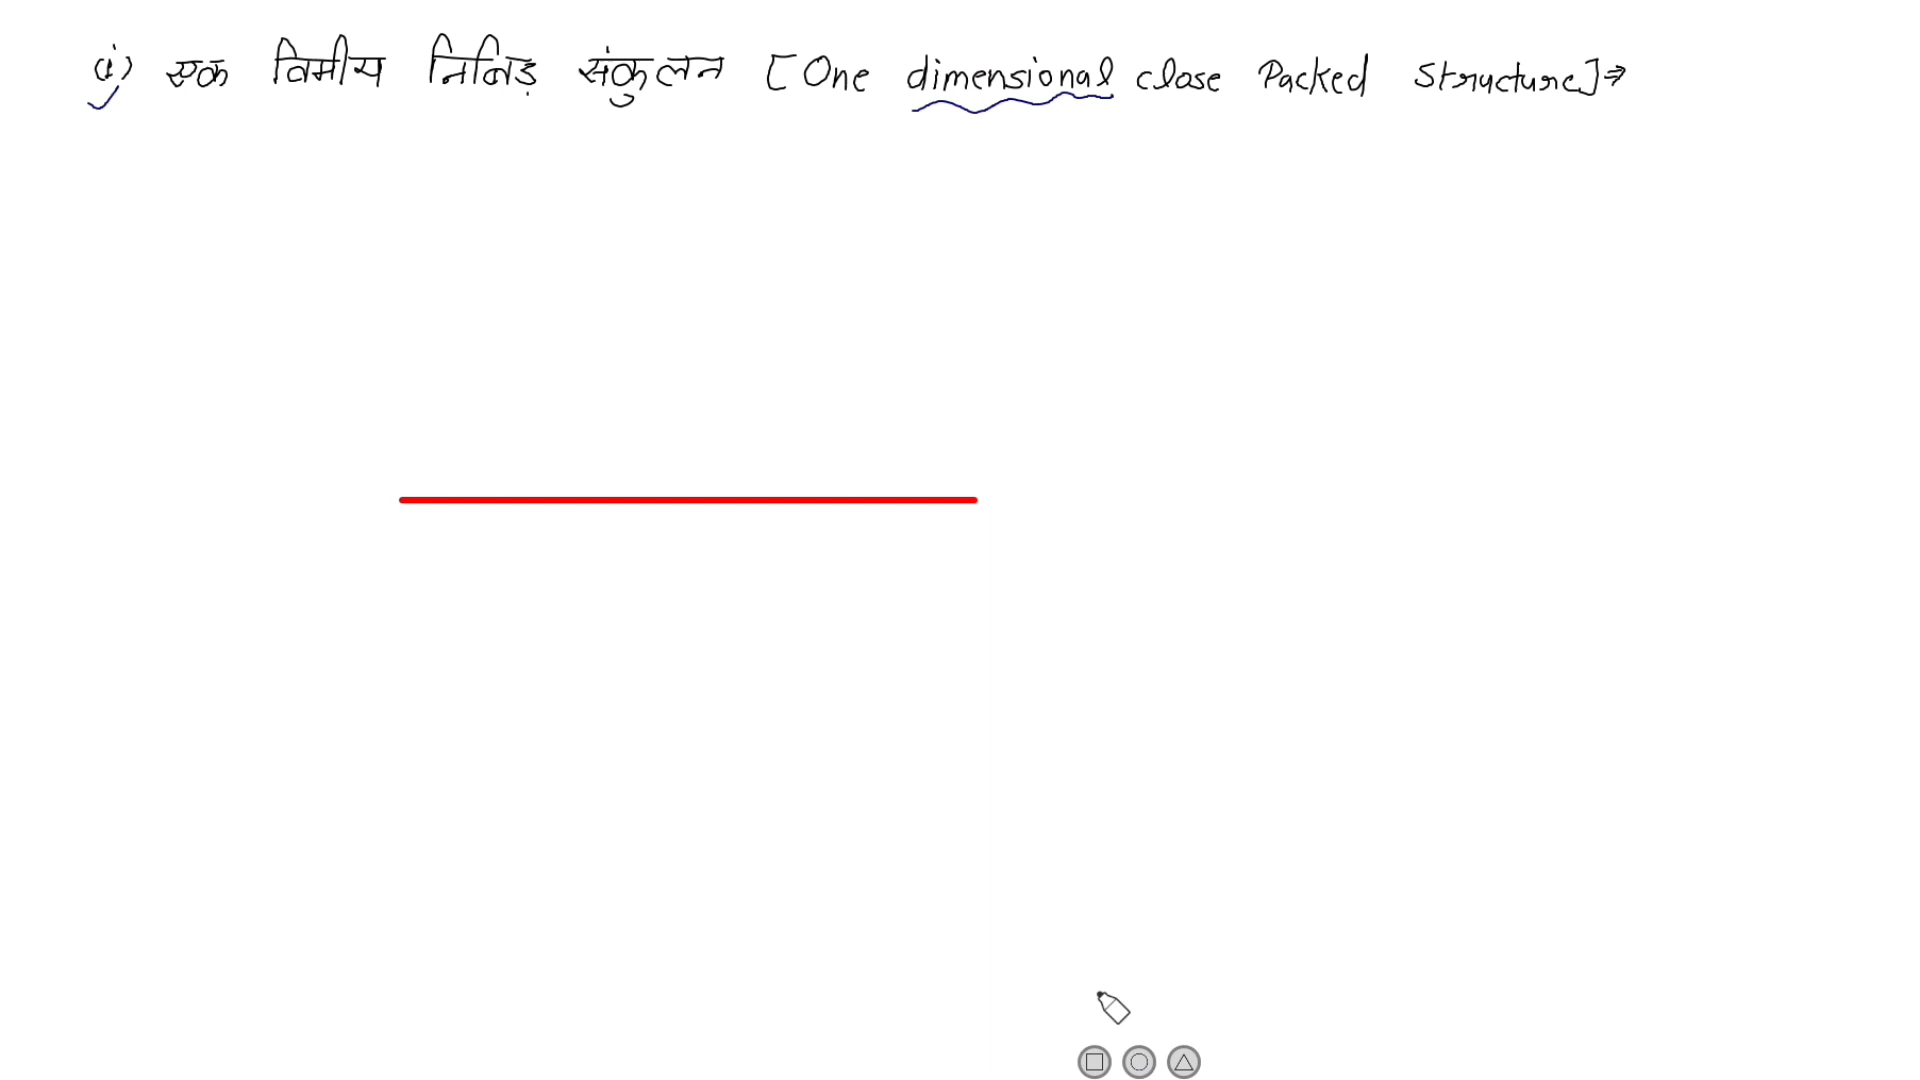 (i) एक विमीय निबिड़ संकुलन [One dimensional close Packed Structure]⇒